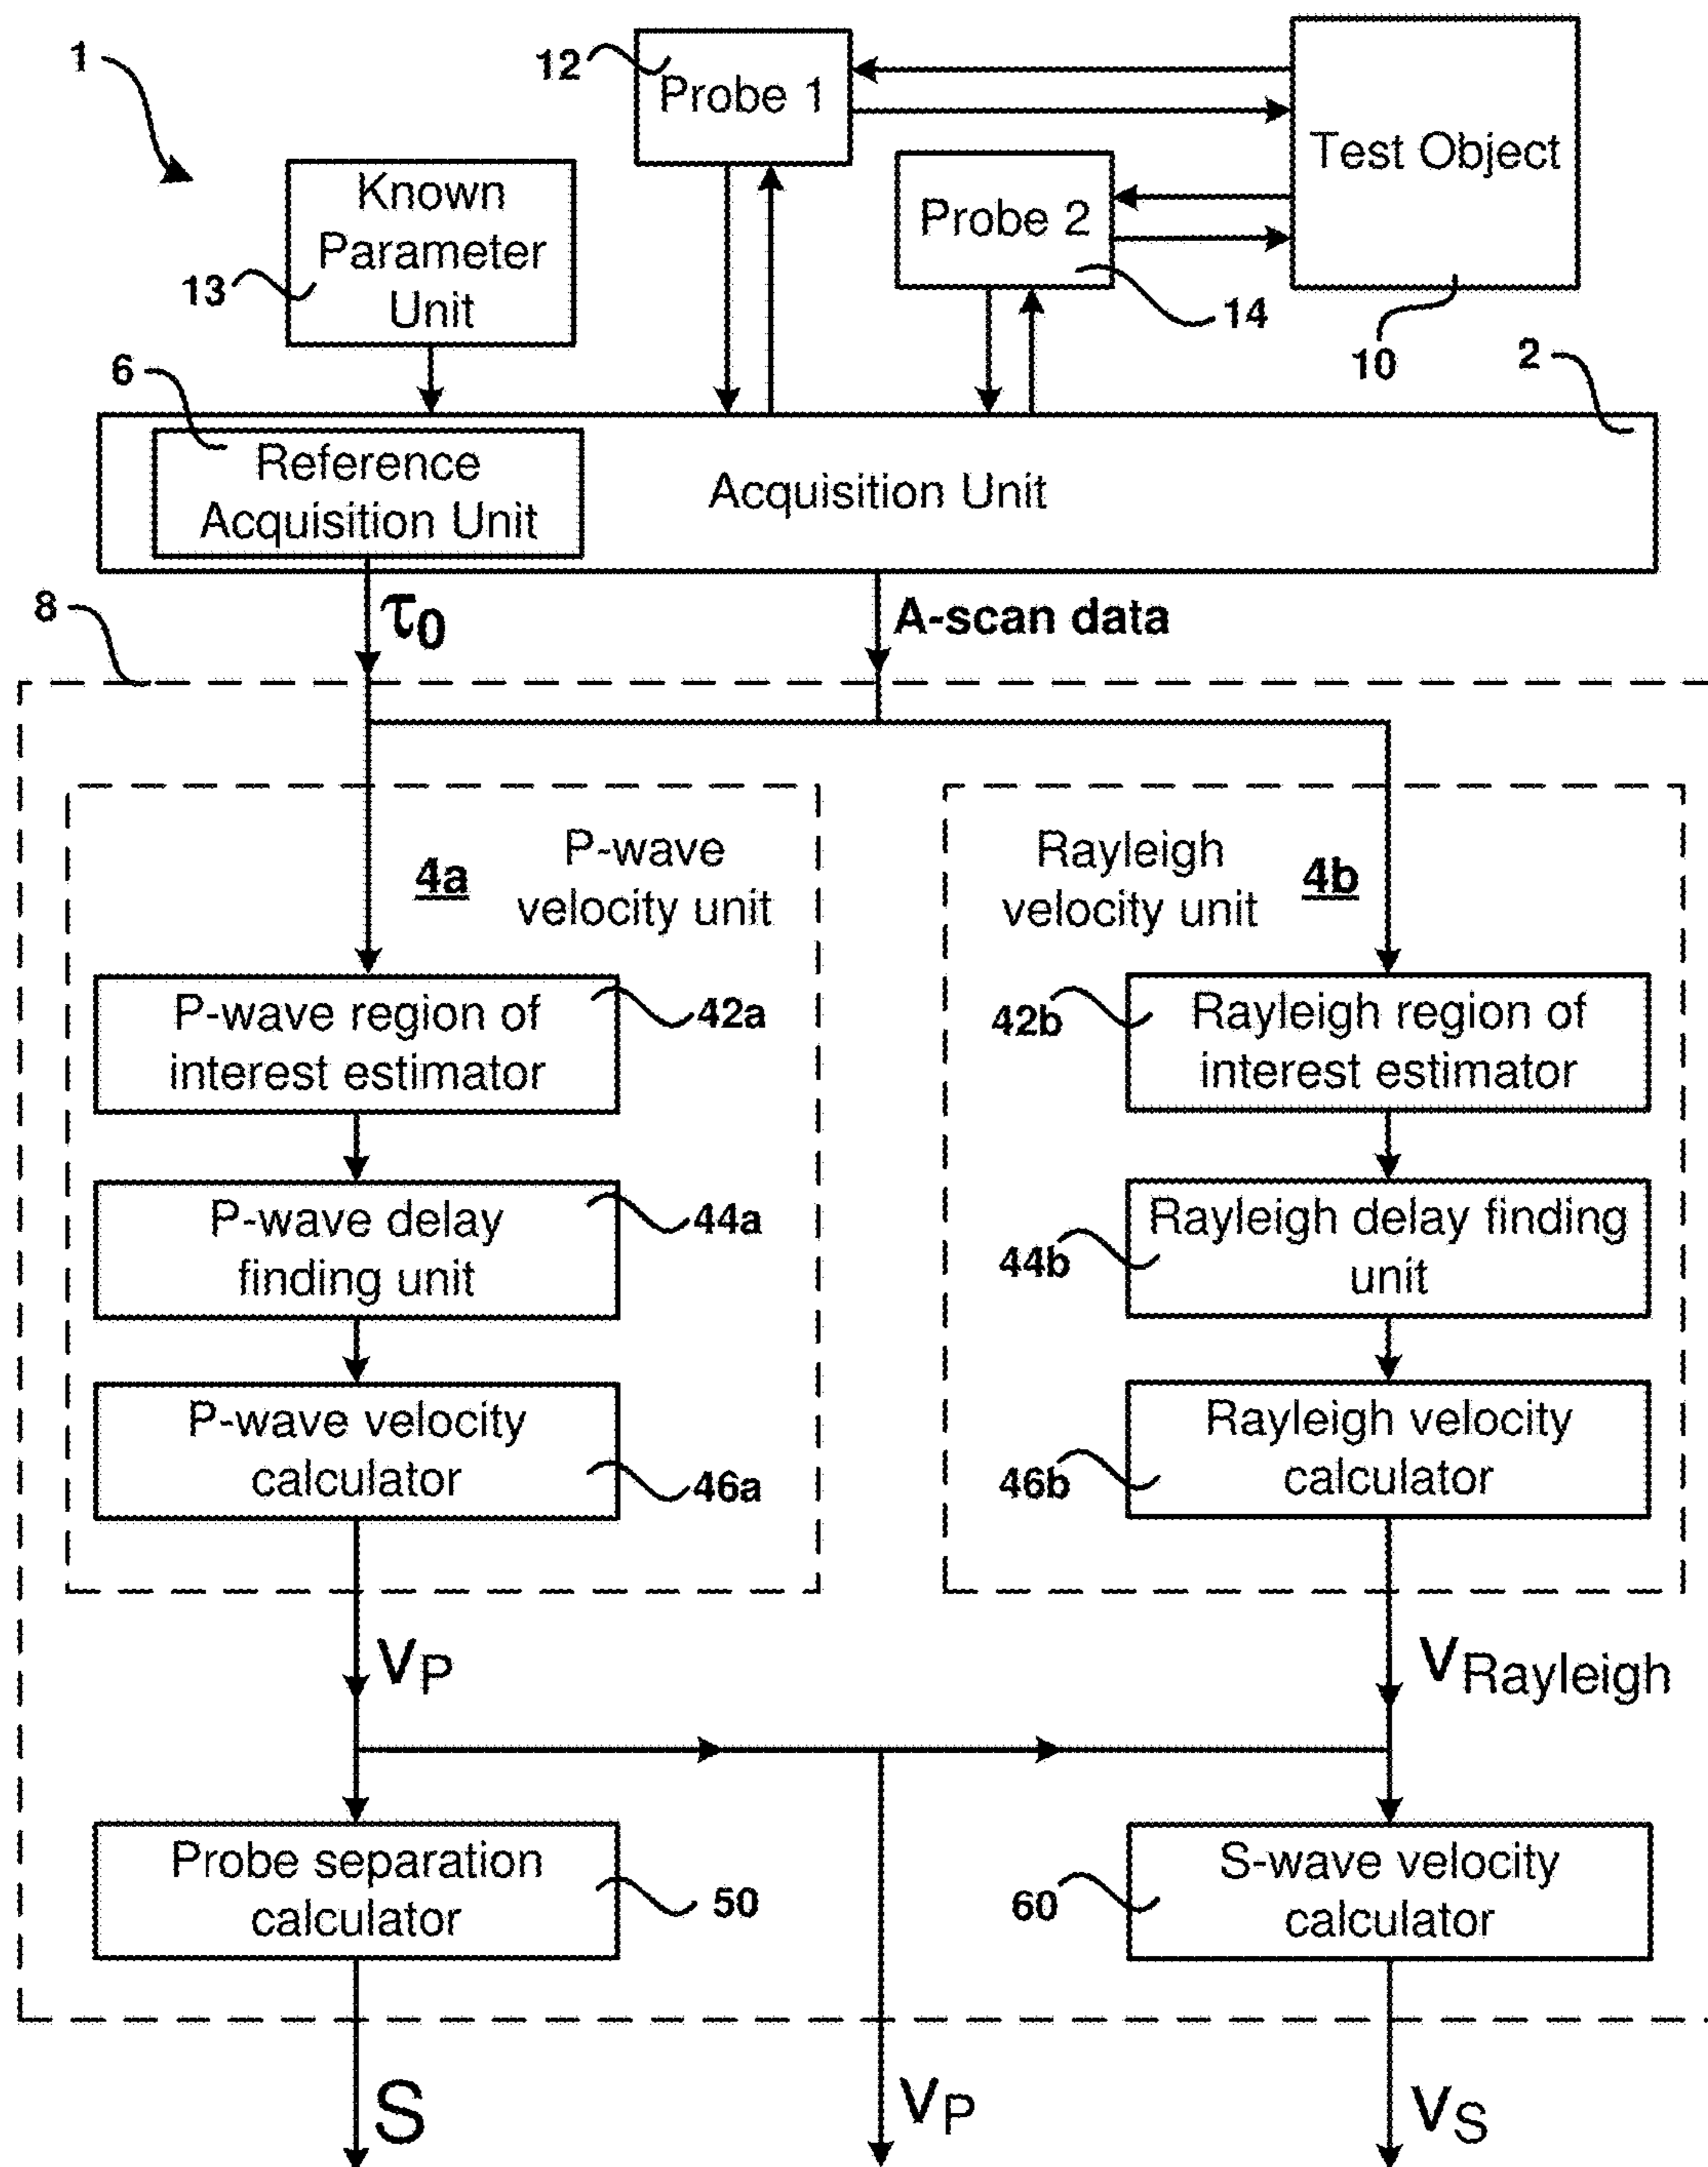 1
12
Probe 1
Test Object
Known
Parameter
Unit
13
Probe 2
14
10
2
6
Reference
Acquisition Unit
Acquisition Unit
8
τ0
A-scan data
4a
P-wave
velocity unit
Rayleigh
velocity unit
4b
P-wave region of
interest estimator
42a
42b
Rayleigh region of
interest estimator
P-wave delay
finding unit
44a
44b
Rayleigh delay finding
unit
P-wave velocity
calculator
46a
46b
Rayleigh velocity
calculator
VP
VRayleigh
Probe separation
calculator
50
60
S-wave velocity
calculator
S
VP
VS